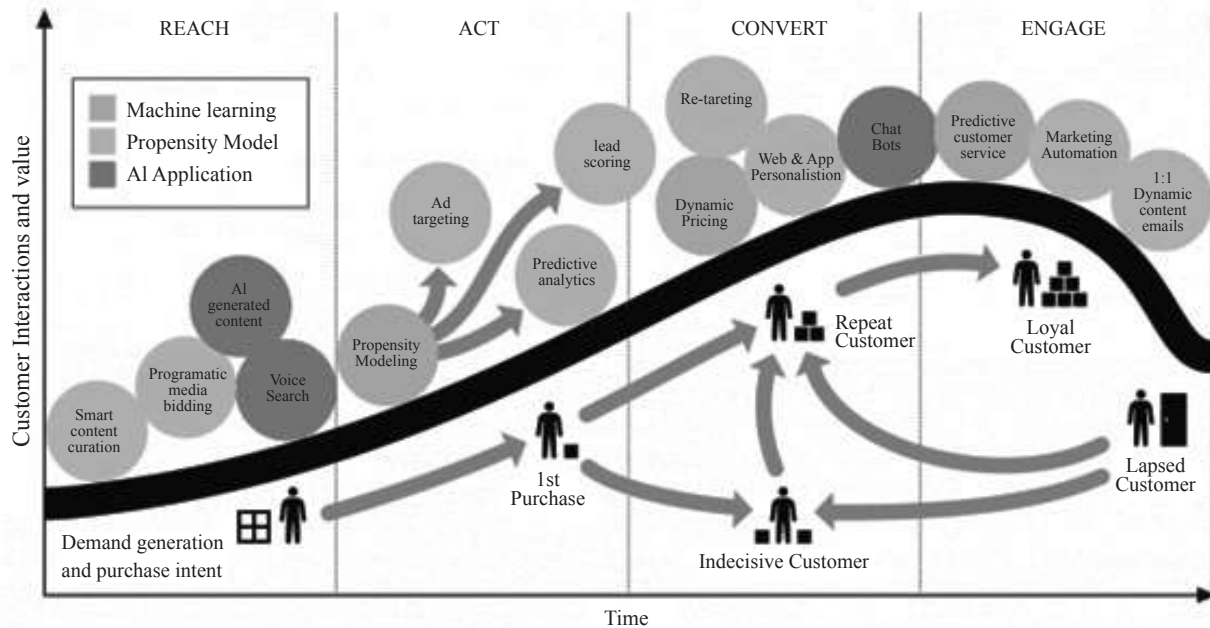 REACH
ACT
CONVERT
ENGAGE
Machine learning
Propensity Model
AI Application
Customer Interactions and value
Smart
content
curation
Programatic
media
bidding
AI
generated
content
Voice
Search
Propensity
Modeling
Ad
targeting
lead
scoring
Predictive
analytics
Re-tareting
Dynamic
Pricing
Web & App
Personalistion
Chat
Bots
Predictive
customer
service
Marketing
Automation
1:1
Dynamic
content
emails
Demand generation
and purchase intent
1st
Purchase
Repeat
Customer
Indecisive Customer
Loyal
Customer
Lapsed
Customer
Time